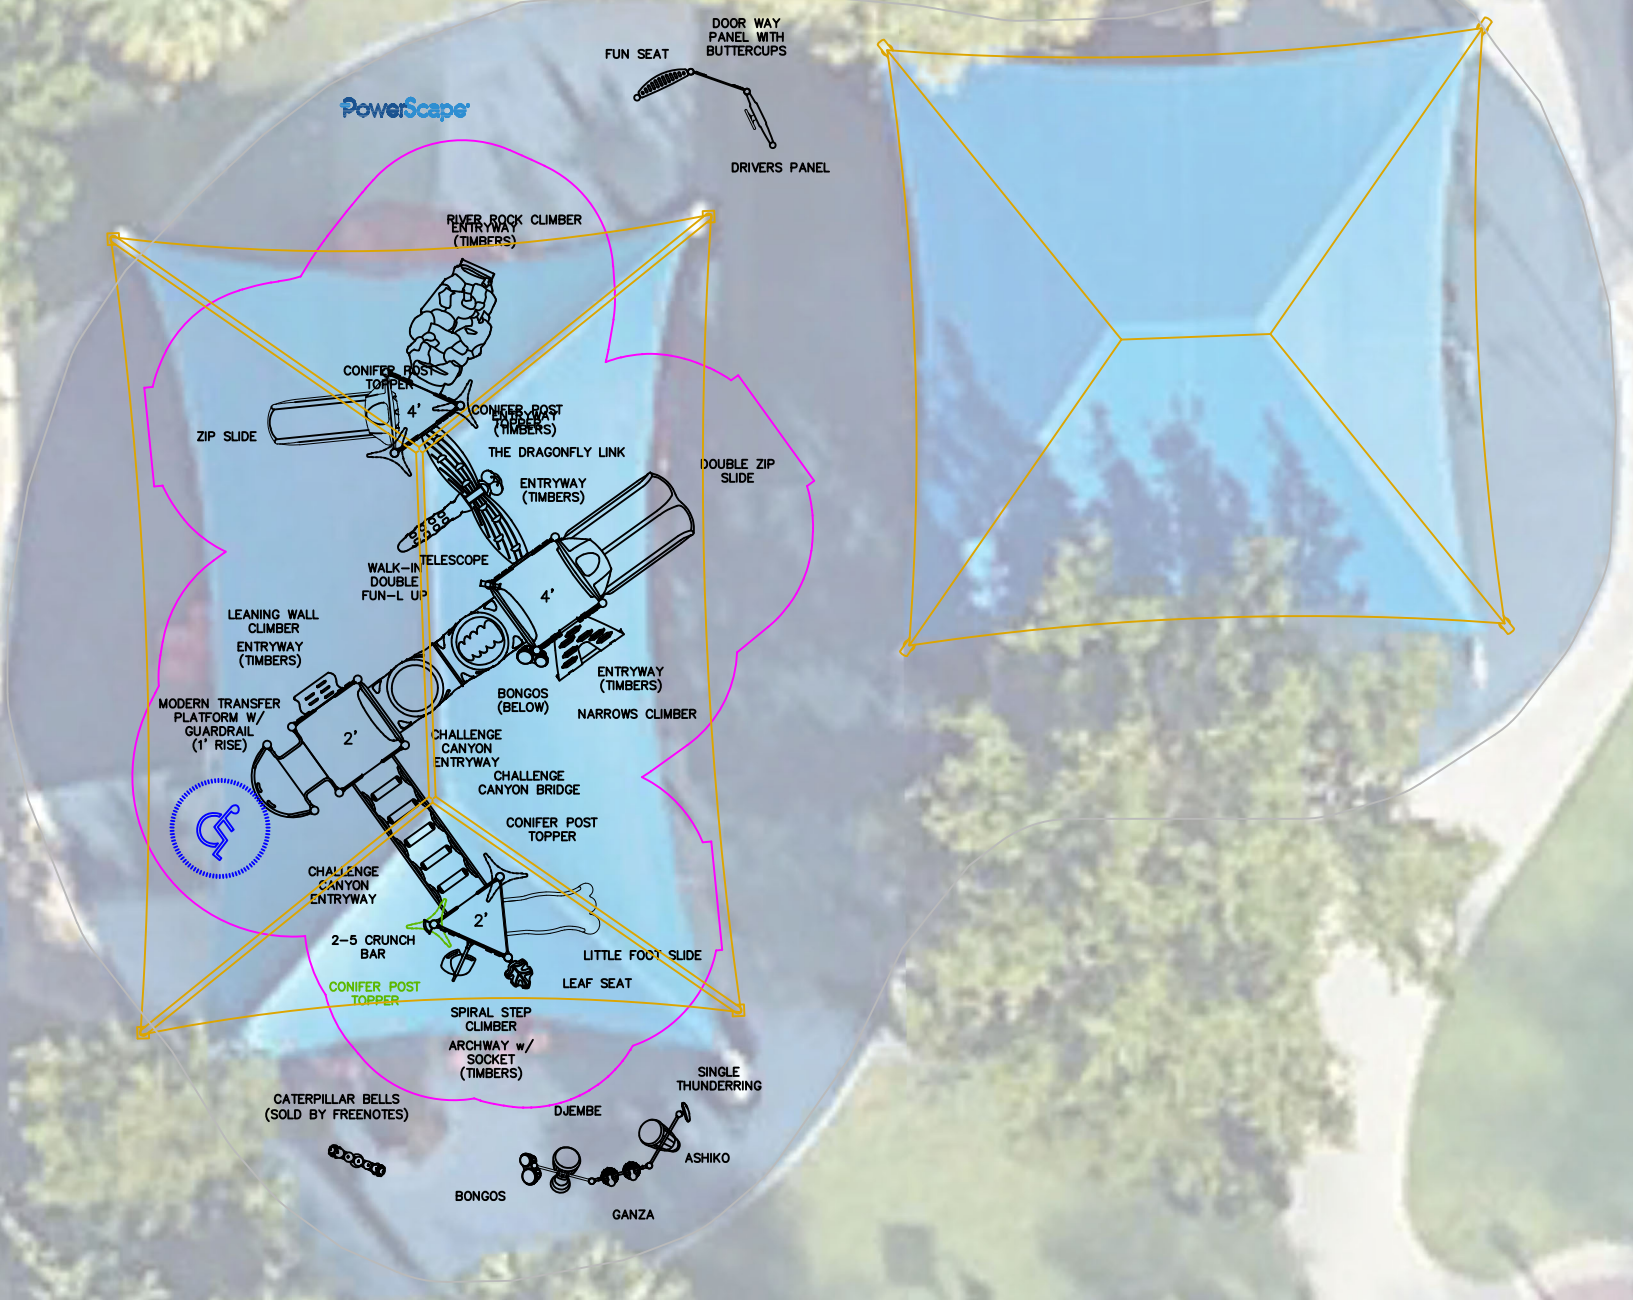 DOOR WAY
PANEL WITH
BUTTERCUPS
FUN SEAT
PowerScape
DRIVERS PANEL
RIVER ROCK CLIMBER
ENTRYWAY
(TIMBERS)
CONIFER POST
TOPPER
4'
CONIFER POST
TOPPER
ENTRYWAY
(TIMBERS)
ZIP SLIDE
THE DRAGONFLY LINK
DOUBLE ZIP
SLIDE
ENTRYWAY
(TIMBERS)
TELESCOPE
WALK-IN
DOUBLE
FUN-L UP
4'
LEANING WALL
CLIMBER
ENTRYWAY
(TIMBERS)
ENTRYWAY
(TIMBERS)
BONGOS
(BELOW)
NARROWS CLIMBER
MODERN TRANSFER
PLATFORM W/
GUARDRAIL
(1' RISE)
2'
CHALLENGE
CANYON
ENTRYWAY
CHALLENGE
CANYON BRIDGE
CONIFER POST
TOPPER
CHALLENGE
CANYON
ENTRYWAY
2'
2-5 CRUNCH
BAR
LITTLE FOOT SLIDE
LEAF SEAT
CONIFER POST
TOPPER
SPIRAL STEP
CLIMBER
ARCHWAY w/
SOCKET
(TIMBERS)
SINGLE
THUNDERRING
CATERPILLAR BELLS
(SOLD BY FREENOTES)
DJEMBE
ASHIKO
BONGOS
GANZA